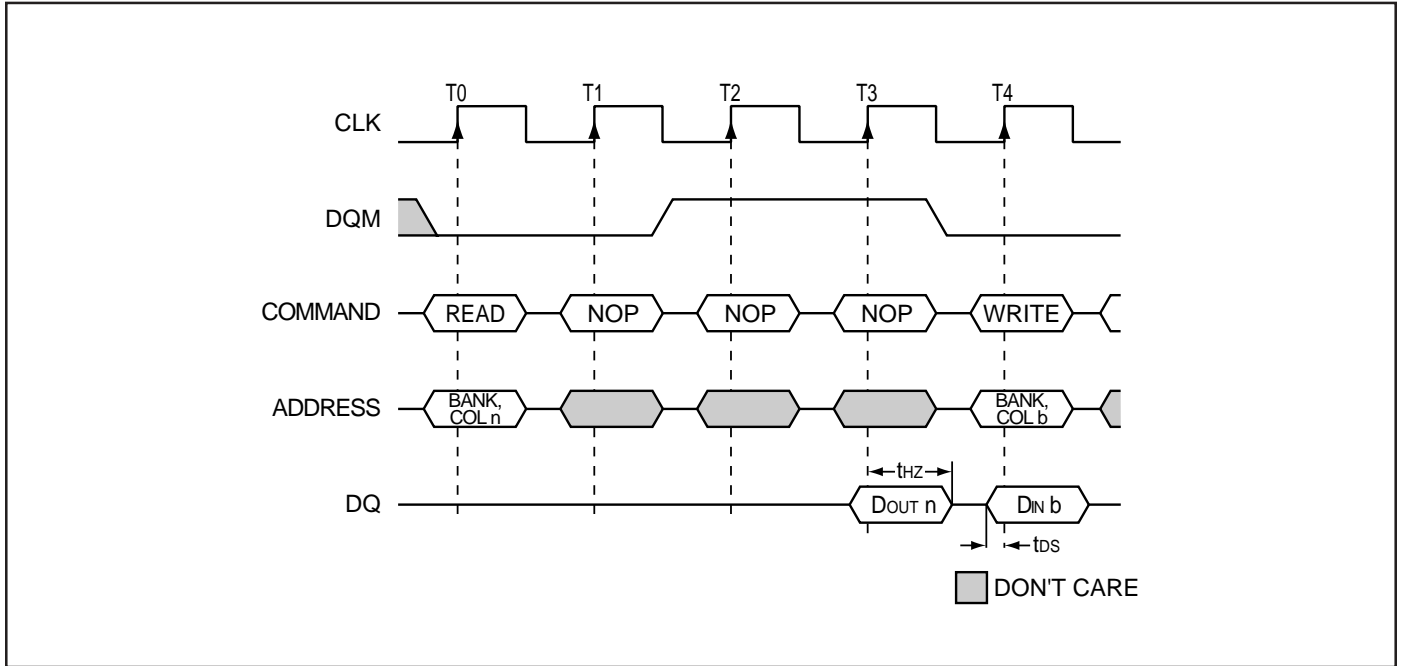 T0 T1 T2 T3 T4
CLK
DQM
COMMAND READ NOP NOP NOP WRITE
ADDRESS BANK, COL n BANK, COL b
tHZ
DQ DOUT n DIN b
tDS
DON'T CARE